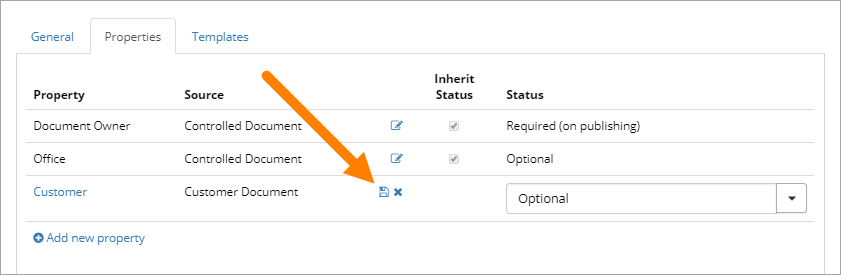 General Properties Templates
Inherit
Property Source Status Status
Document Owner Controlled Document Required (on publishing)
Office Controlled Document Optional
Customer Customer Document Optional
Add new property